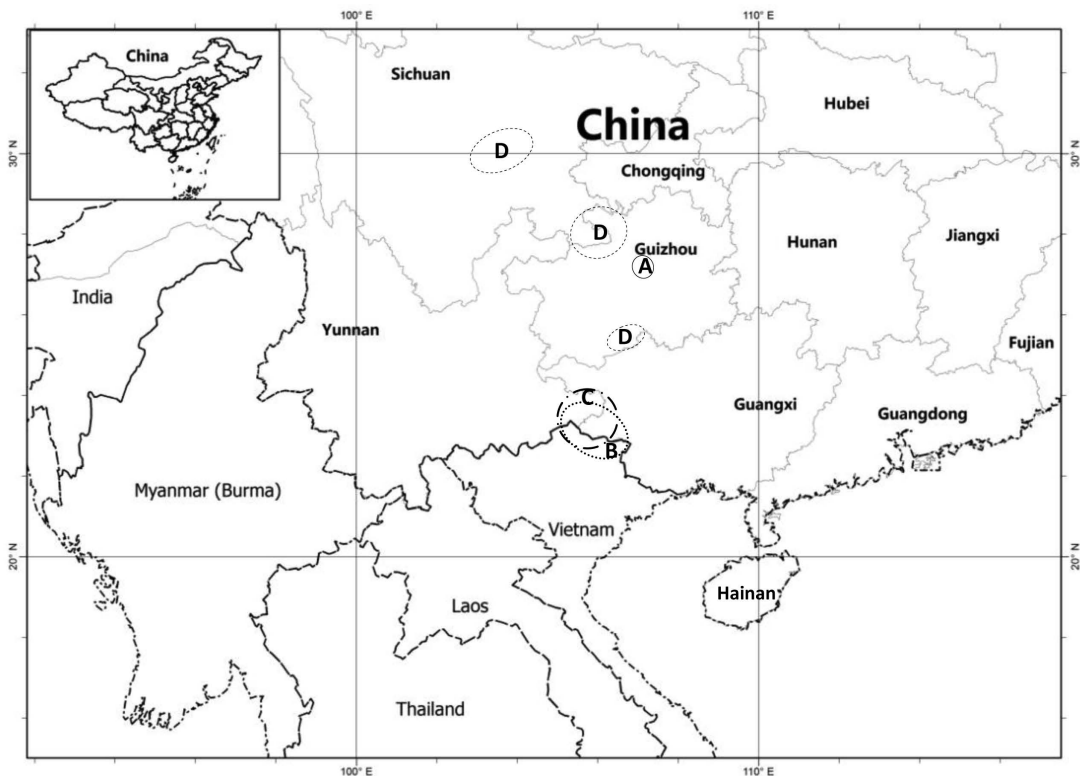 100° E
110° E
China
Sichuan
Hubei
China
D
30° N
30° N
Chongqing
D
Guizhou
Hunan
Jiangxi
A
India
Yunnan
D
Fujian
C
Guangxi
Guangdong
B
Myanmar (Burma)
Vietnam
20° N
20° N
Hainan
Laos
Thailand
100° E
110° E